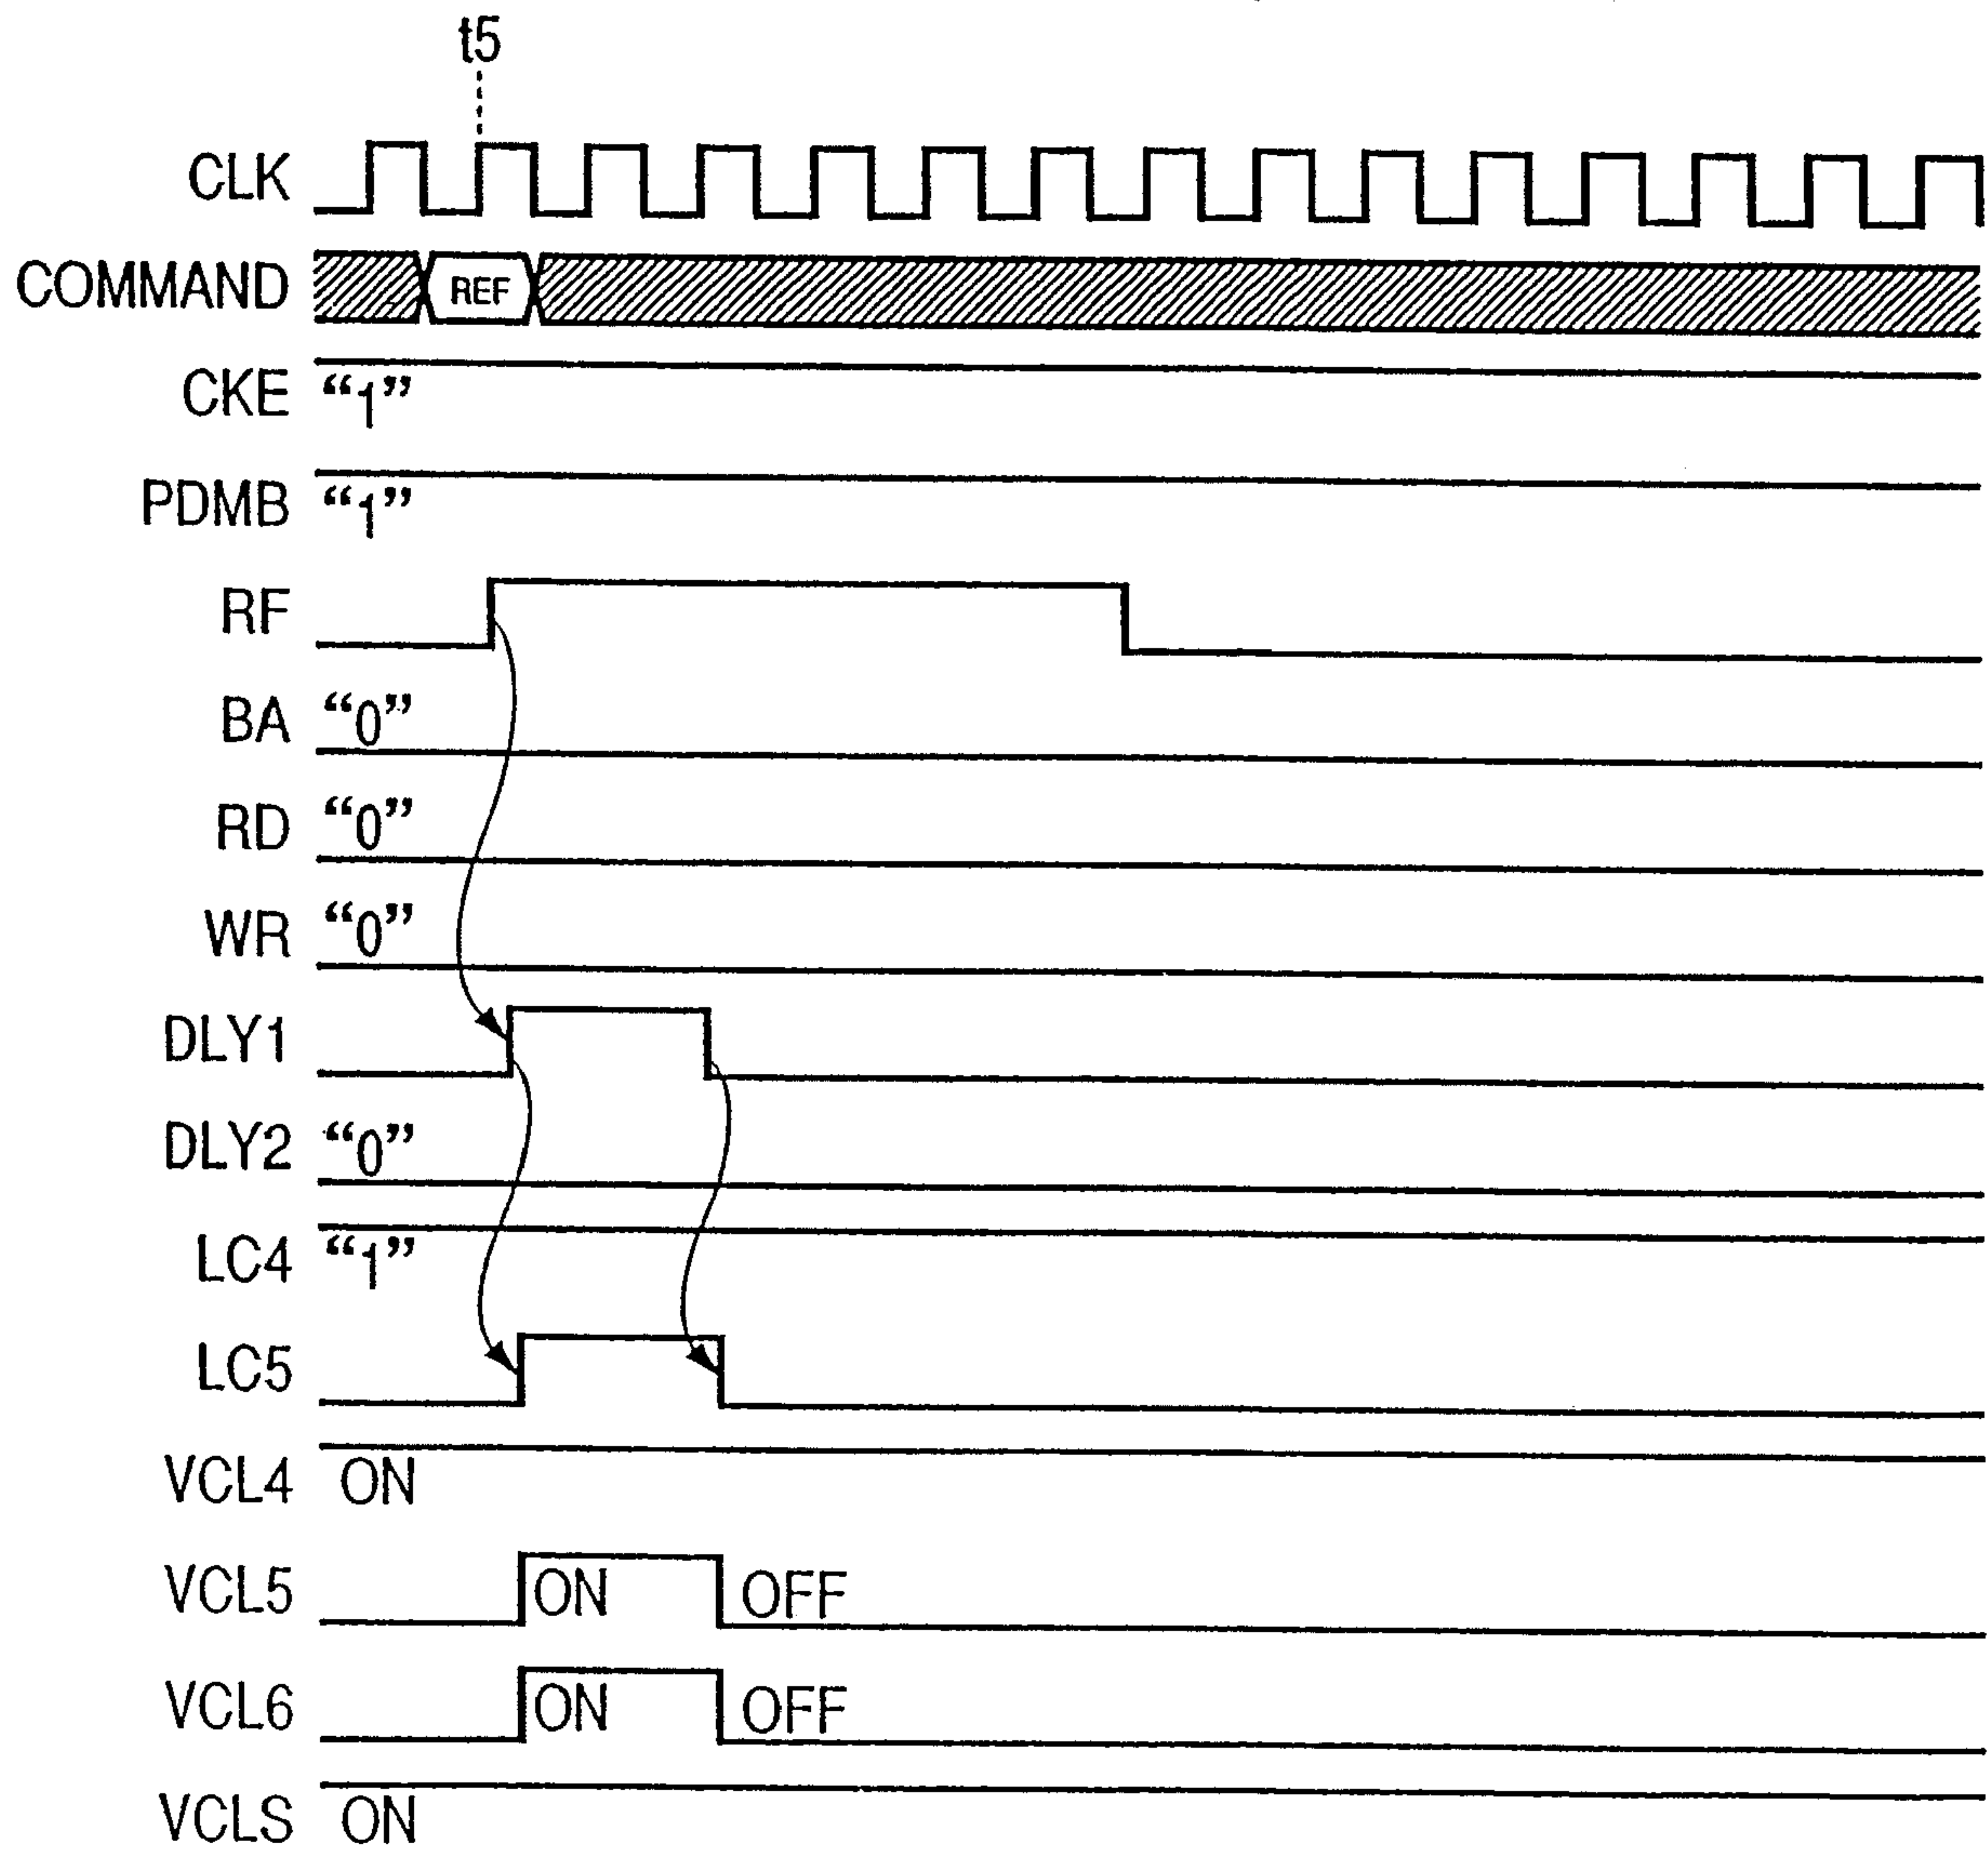 t5
CLK
COMMAND REF
CKE “1”
PDMB “1”
RF
BA “0”
RD “0”
WR “0”
DLY1
DLY2 “0”
LC4 “1”
LC5
VCL4 ON
VCL5 ON OFF
VCL6 ON OFF
VCLS ON